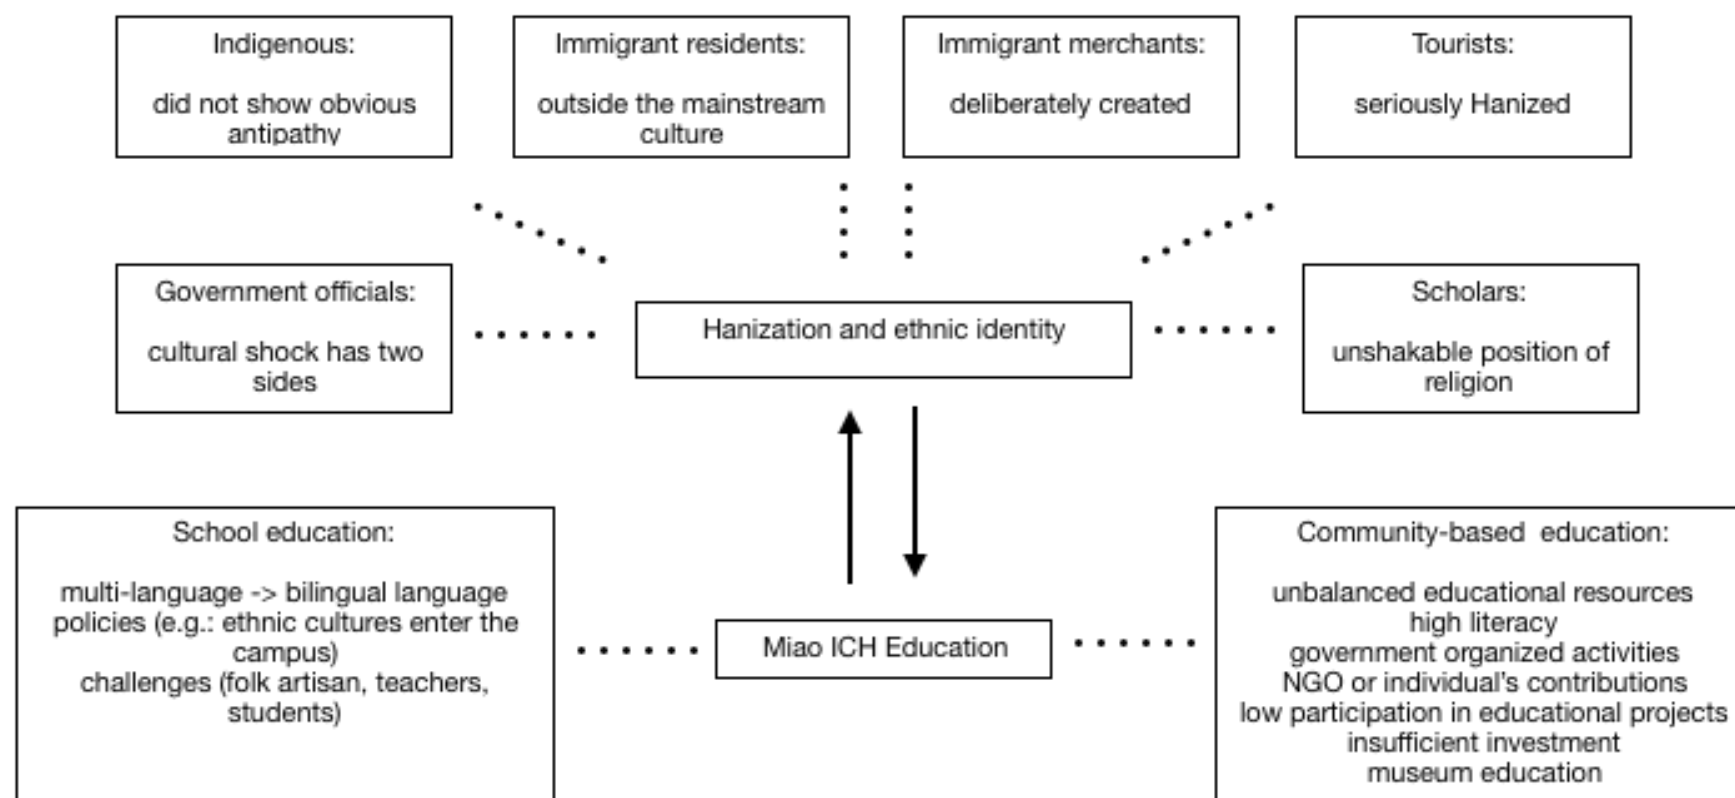 Indigenous:
did not show obvious
antipathy
Immigrant residents:
outside the mainstream
culture
Immigrant merchants:
deliberately created
Tourists:
seriously Hanized
Government officials:
cultural shock has two
sides
Hanization and ethnic identity
Scholars:
unshakable position of
religion
School education:
multi-language -> bilingual language
policies (e.g.: ethnic cultures enter the
campus)
challenges (folk artisan, teachers,
students)
Miao ICH Education
Community-based education:
unbalanced educational resources
high literacy
government organized activities
NGO or individual's contributions
low participation in educational projects
insufficient investment
museum education